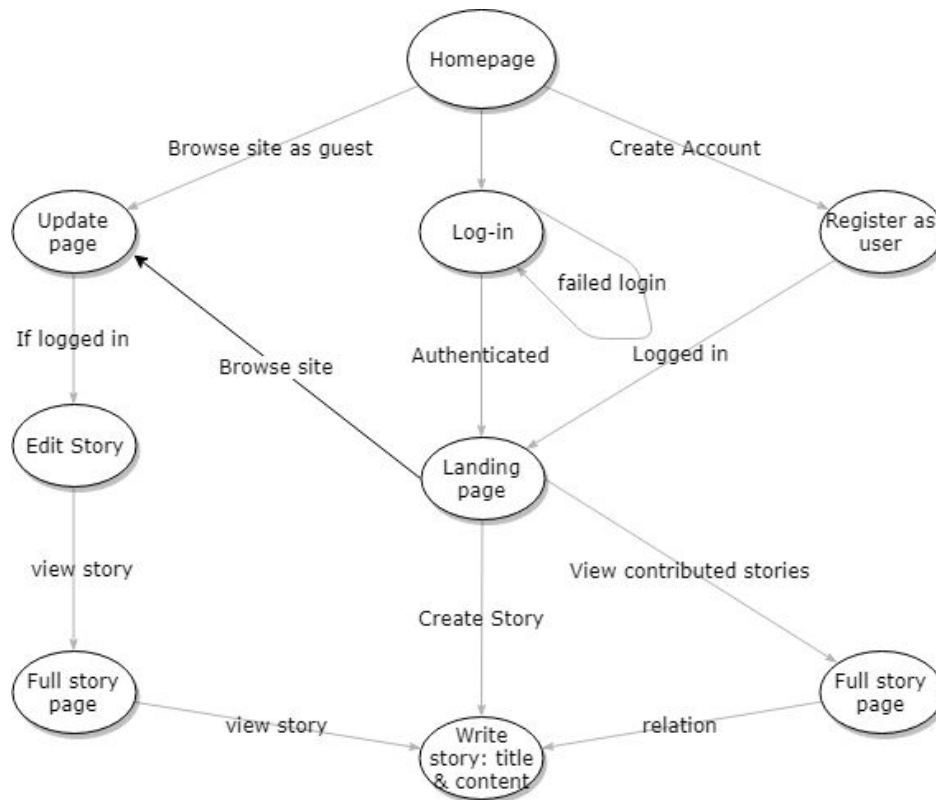 Homepage
Browse site as guest
Create Account
Update
page
Log-in
Register as
user
failed login
If logged in
Authenticated
Logged in
Browse site
Edit Story
Landing
page
view story
View contributed stories
Create Story
Full story
page
Full story
page
view story
relation
Write
story: title
& content